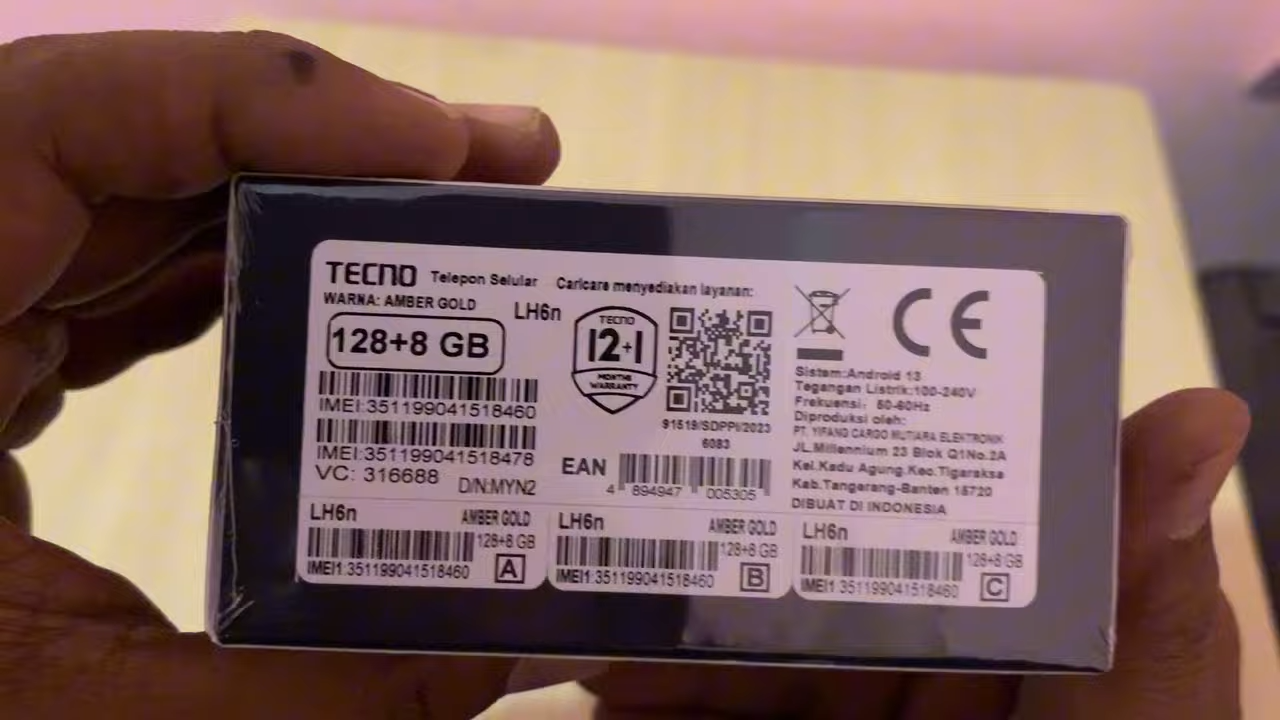 TECNO Telepon Selular
WARNA: AMBER GOLD
LH6n
128+8 GB
IMEI:351199041518460
IMEI:351199041518478
VC: 316688 D/N:MYN2
Caricare menyediakan layanan:
TECNO
12+1
MONTHS
WARRANTY
91519/SDPPI/2023
6083
EAN
4 894947 005305
CE
Sistem:Android 13
Tegangan Listrik:100-240V
Frekuensi: 50-60Hz
Diproduksi oleh:
PT. YIFANG CARGO MUTIARA ELEKTRONIK
JL.Millennium 23 Blok Q1No.2A
Kel.Kadu Agung.Kec.Tigaraksa
Kab.Tangerang-Banten 15720
DIBUAT DI INDONESIA
LH6n AMBER GOLD
128+8 GB
IMEI1:351199041518460 A
LH6n AMBER GOLD
128+8 GB
IMEI1:351199041518460 B
LH6n AMBER GOLD
128+8 GB
IMEI1:351199041518460 C